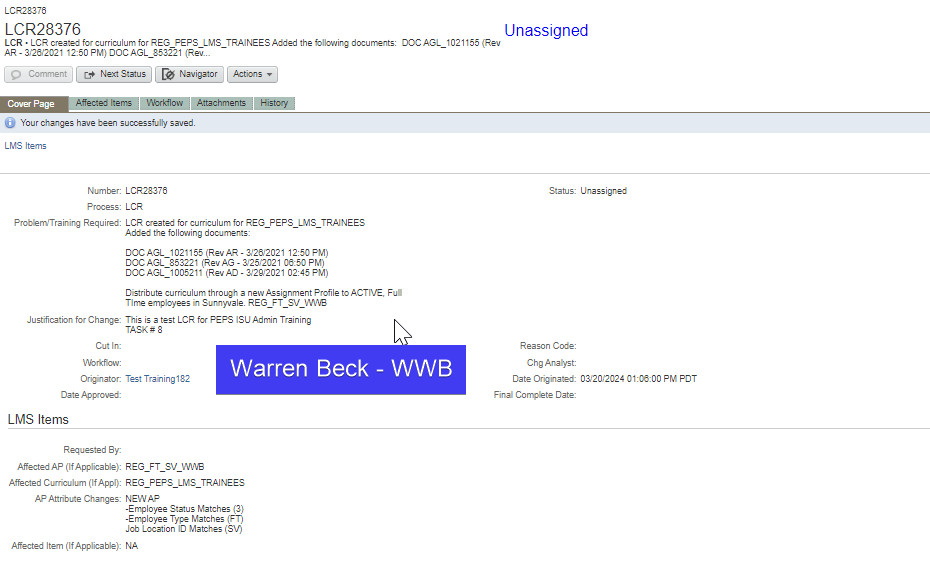 LCR28376
LCR28376
Unassigned
LCR • LCR created for curriculum for REG_PEPS_LMS_TRAINEES Added the following documents: DOC AGL_1021155 (Rev
AR - 3/26/2021 12:50 PM) DOC AGL_853221 (Rev...
Comment Next Status Navigator Actions
Cover Page Affected Items Workflow Attachments History
Your changes have been successfully saved.
LMS Items
Number: LCR28376 Status: Unassigned
Process: LCR
Problem/Training Required: LCR created for curriculum for REG_PEPS_LMS_TRAINEES
Added the following documents:
DOC AGL_1021155 (Rev AR - 3/26/2021 12:50 PM)
DOC AGL_853221 (Rev AG - 3/25/2021 06:50 PM)
DOC AGL_1005211 (Rev AD - 3/29/2021 02:45 PM)
Distribute curriculum through a new Assignment Profile to ACTIVE, Full
TIme employees in Sunnyvale. REG_FT_SV_WWB
Justification for Change: This is a test LCR for PEPS ISU Admin Training
TASK # 8
Cut In: Reason Code:
Workflow: Chg Analyst:
Warren Beck - WWB
Originator: Test Training182 Date Originated: 03/20/2024 01:06:00 PM PDT
Date Approved: Final Complete Date:
LMS Items
Requested By:
Affected AP (If Applicable): REG_FT_SV_WWB
Affected Curriculum (If Appl): REG_PEPS_LMS_TRAINEES
AP Attribute Changes: NEW AP
-Employee Status Matches (3)
-Employee Type Matches (FT)
Job Location ID Matches (SV)
Affected Item (If Applicable): NA